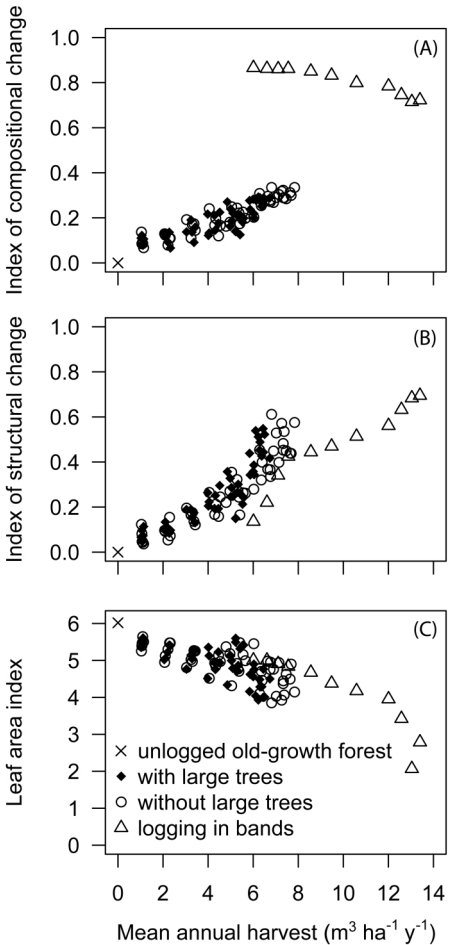 (A)
Index of compositional change
1.0
0.8
0.6
0.4
0.2
0.0
(B)
Index of structural change
1.0
0.8
0.6
0.4
0.2
0.0
(C)
Leaf area index
6
5
4
3
2
1
0
unlogged old-growth forest
with large trees
without large trees
logging in bands
0 2 4 6 8 10 12 14
Mean annual harvest (m³ ha⁻¹ y⁻¹)